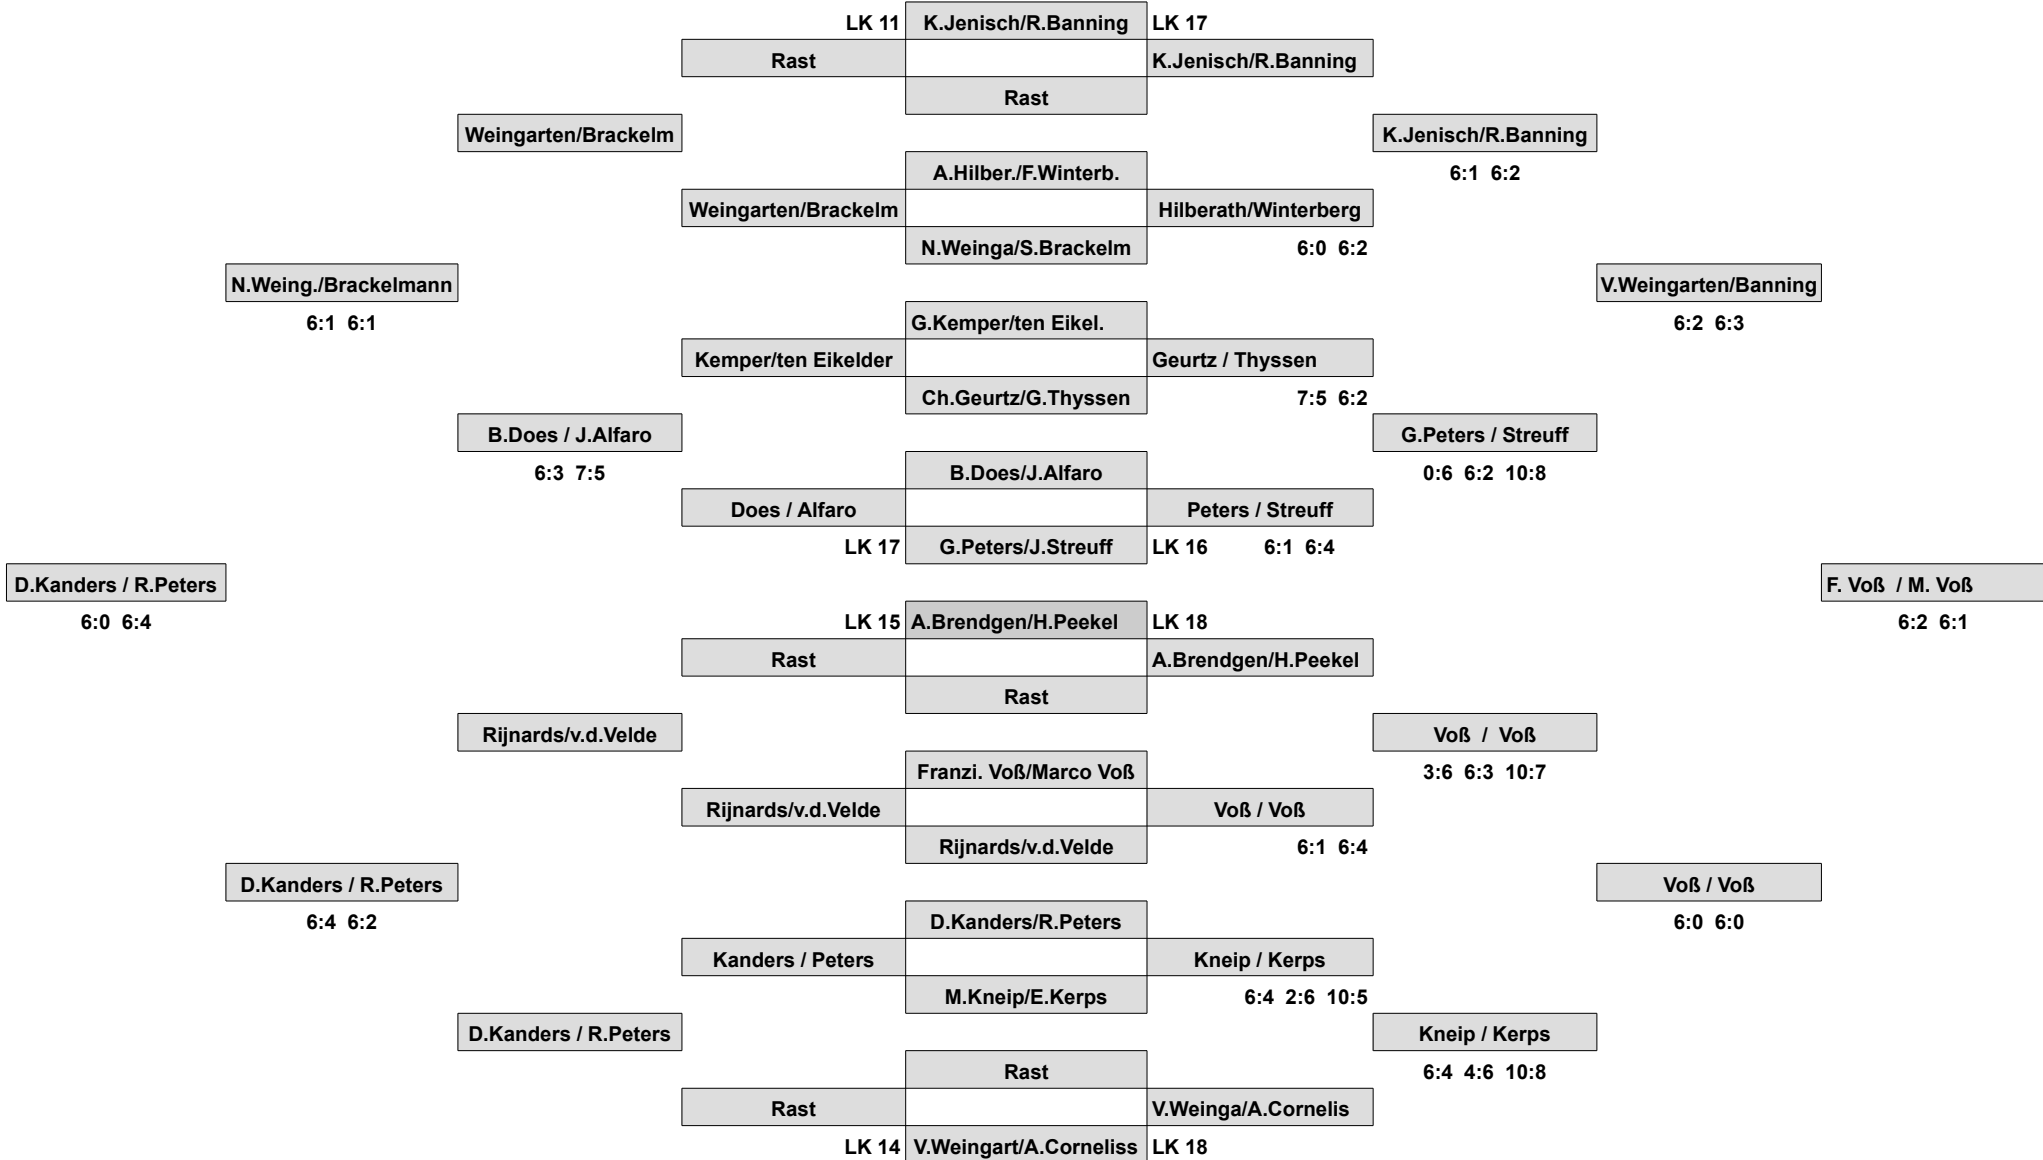 LK 11 K.Jenisch/R.Banning LK 17
Rast K.Jenisch/R.Banning
Rast
Weingarten/Brackelm K.Jenisch/R.Banning
A.Hilber./F.Winterb. 6:1 6:2
Weingarten/Brackelm Hilberath/Winterberg
N.Weinga/S.Brackelm 6:0 6:2
N.Weing./Brackelmann V.Weingarten/Banning
6:1 6:1 G.Kemper/ten Eikel. 6:2 6:3
Kemper/ten Eikelder Geurtz / Thyssen
Ch.Geurtz/G.Thyssen 7:5 6:2
B.Does / J.Alfaro G.Peters / Streuff
6:3 7:5 B.Does/J.Alfaro 0:6 6:2 10:8
Does / Alfaro Peters / Streuff
LK 17 G.Peters/J.Streuff LK 16 6:1 6:4
D.Kanders / R.Peters F. Voß / M. Voß
6:0 6:4 LK 15 A.Brendgen/H.Peekel LK 18 6:2 6:1
Rast A.Brendgen/H.Peekel
Rast
Rijnards/v.d.Velde Voß / Voß
Franzi. Voß/Marco Voß 3:6 6:3 10:7
Rijnards/v.d.Velde Voß / Voß
Rijnards/v.d.Velde 6:1 6:4
D.Kanders / R.Peters Voß / Voß
6:4 6:2 D.Kanders/R.Peters 6:0 6:0
Kanders / Peters Kneip / Kerps
M.Kneip/E.Kerps 6:4 2:6 10:5
D.Kanders / R.Peters Kneip / Kerps
Rast 6:4 4:6 10:8
Rast V.Weinga/A.Cornelis
LK 14 V.Weingart/A.Corneliss LK 18